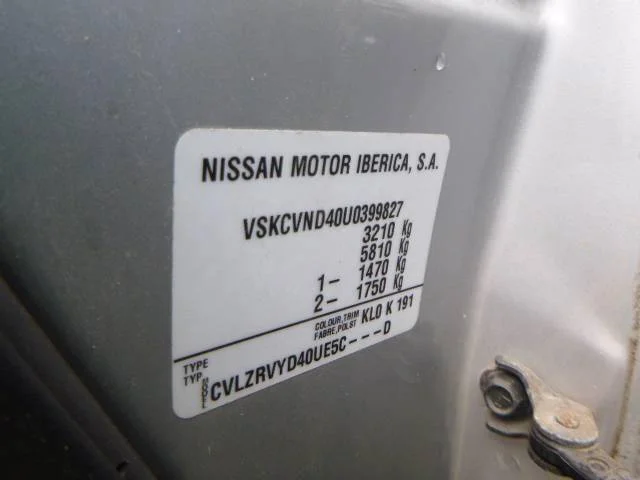 NISSAN MOTOR IBERICA, S.A.
VSKCVND40U0399827
3210 Kg
5810 Kg
1- 1470 Kg
2- 1750 Kg
COLOUR,TRIM
FABRE,POLST KL0 K 191
TYPE
TYP
MODELE CVLZRVYD40UE5C---D